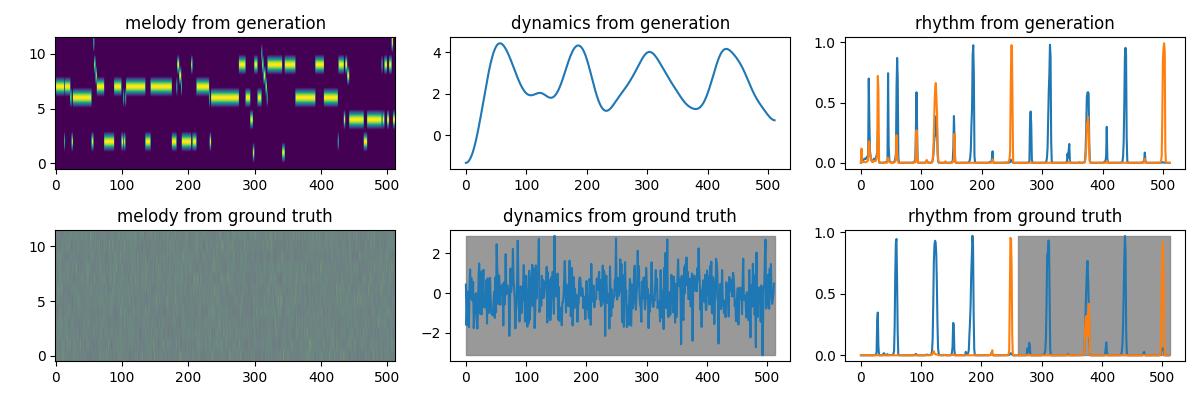 melody from generation
10
5
0
0 100 200 300 400 500
dynamics from generation
4
2
0
0 100 200 300 400 500
rhythm from generation
1.0
0.5
0.0
0 100 200 300 400 500
melody from ground truth
10
5
0
0 100 200 300 400 500
dynamics from ground truth
2
0
−2
0 100 200 300 400 500
rhythm from ground truth
1.0
0.5
0.0
0 100 200 300 400 500